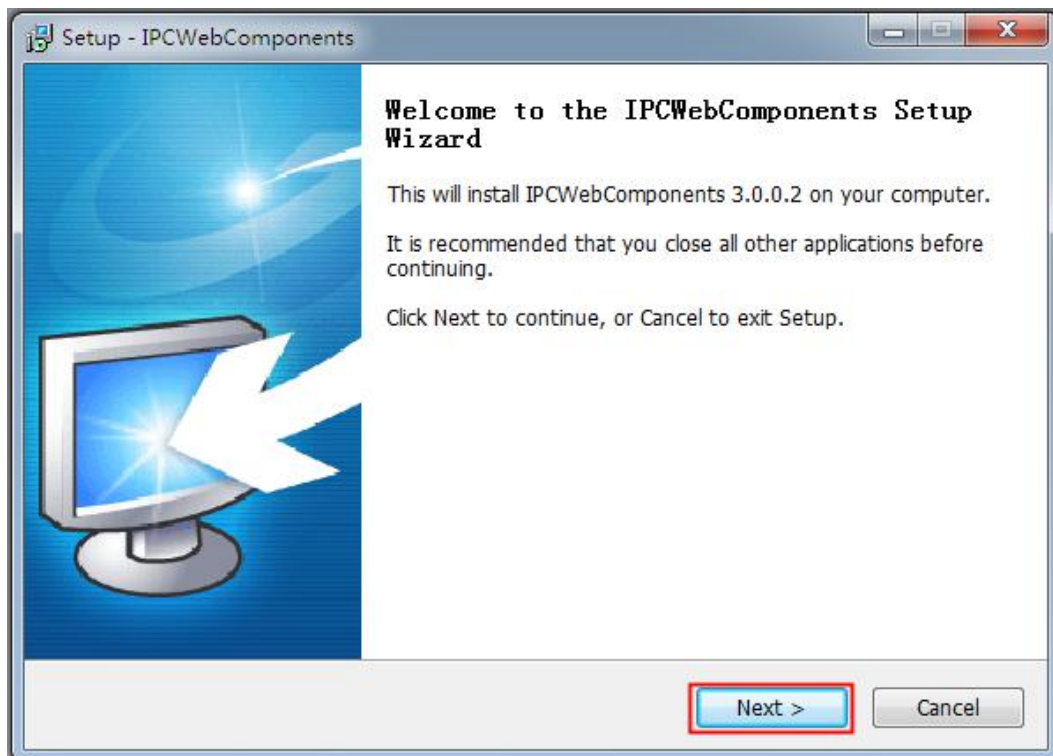 Setup - IPCWebComponents
Welcome to the IPCWebComponents Setup
Wizard
This will install IPCWebComponents 3.0.0.2 on your computer.
It is recommended that you close all other applications before
continuing.
Click Next to continue, or Cancel to exit Setup.
Next >
Cancel